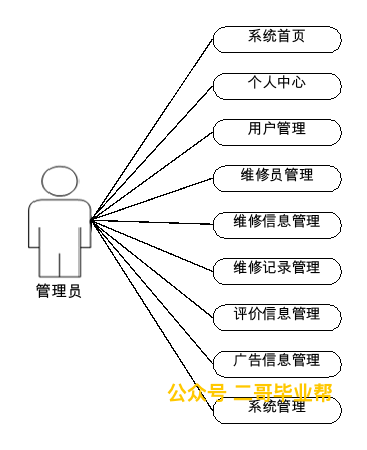 系统首页
个人中心
用户管理
维修员管理
维修信息管理
维修记录管理
管理员
评价信息管理
广告信息管理
公众号 二哥毕业帮
系统管理